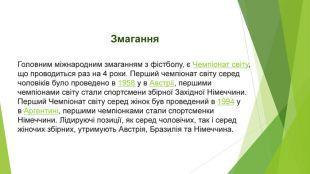 Змагання
Головним міжнародним змаганням з фістболу, є Чемпіонат світу,
що проводиться раз на 4 роки. Перший чемпіонат світу серед
чоловіків було проведено в 1958 у в Австрії, першими
чемпіонами світу стали спортсмени збірної Західної Німеччини.
Перший Чемпіонат світу серед жінок був проведений в 1994 у
в Аргентині, першими чемпіонками стали спортсменки
Німеччини. Лідируючі позиції, як серед чоловічих, так і серед
жіночих збірних, утримують Австрія, Бразилія та Німеччина.